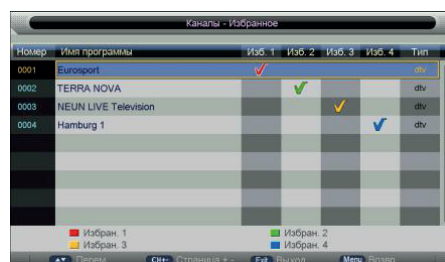 Каналы - Избранное
Номер Имя программы Изб. 1 Изб. 2 Изб. 3 Изб. 4 Тип
0001 Eurosport dtv
0002 TERRA NOVA dtv
0003 NEUN LIVE Television dtv
0004 Hamburg 1 dtv
Избран. 1 Избран. 2
Избран. 3 Избран. 4
Перем. CH+- Страница + - Exit Выход Menu Возвр.